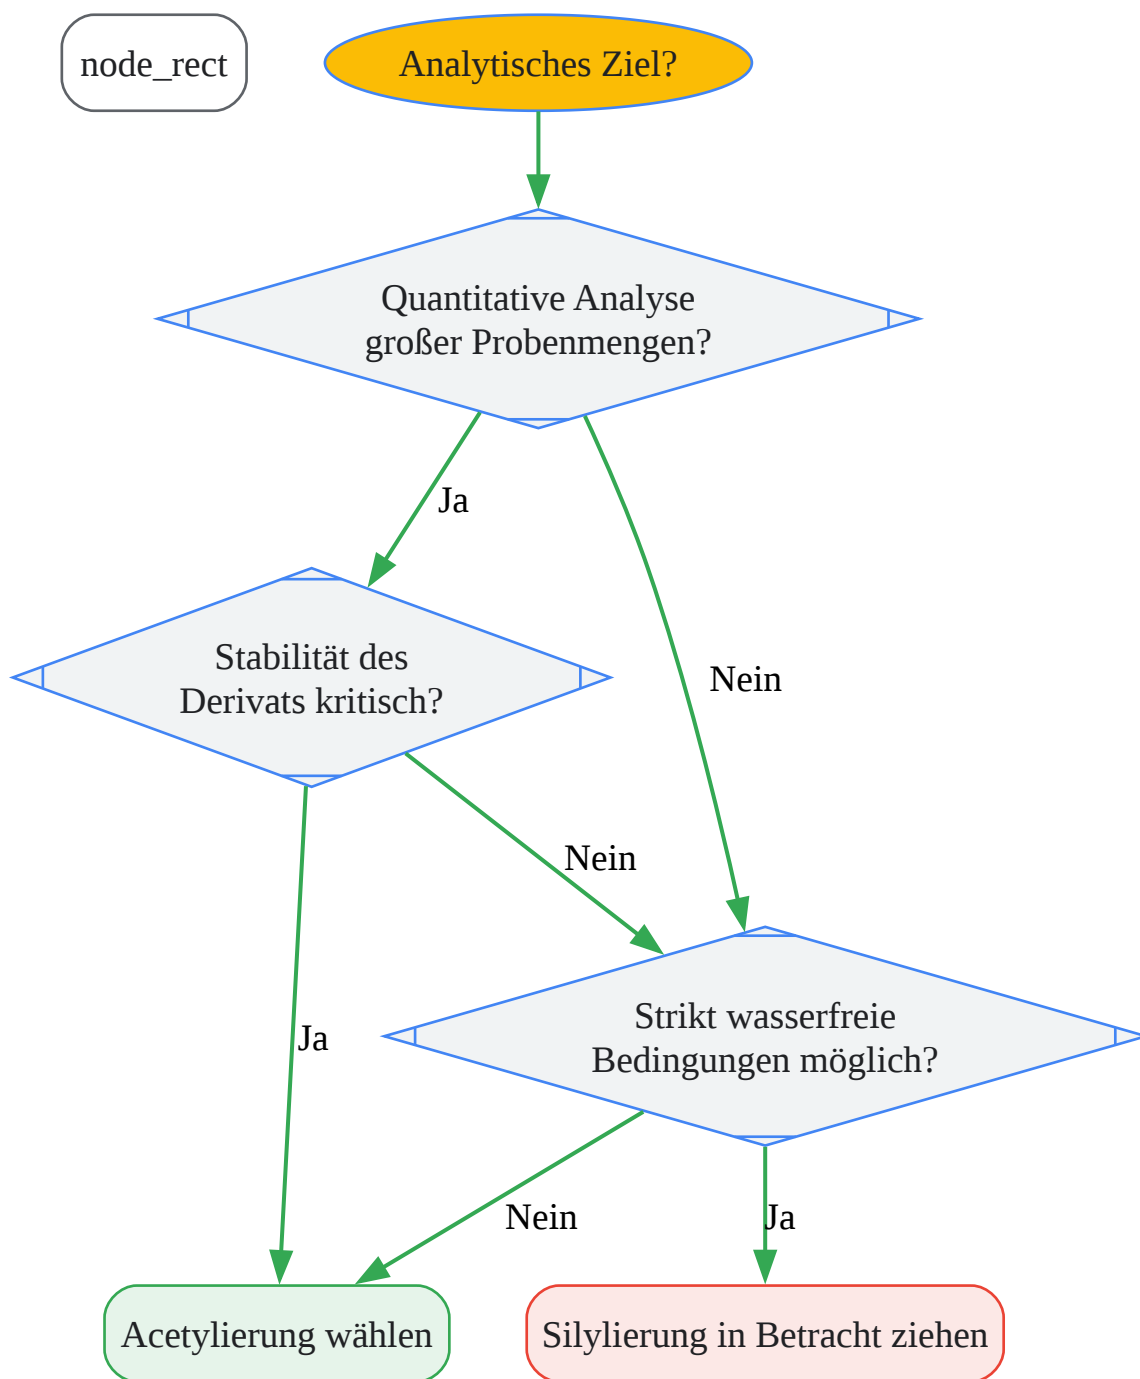 node_rect
Analytisches Ziel?
Quantitative Analyse
großer Probenmengen?
Ja
Nein
Stabilität des
Derivats kritisch?
Nein
Ja
Strikt wasserfreie
Bedingungen möglich?
Nein
Ja
Acetylierung wählen
Silylierung in Betracht ziehen